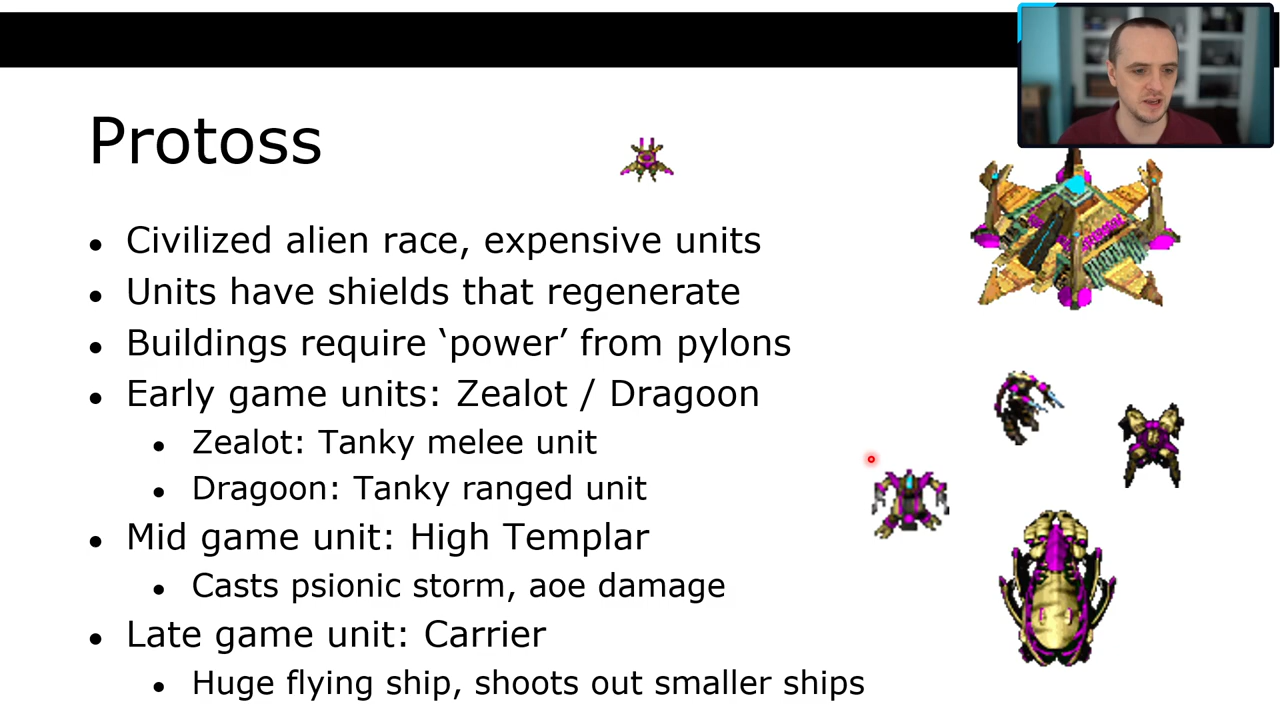 Protoss
• Civilized alien race, expensive units
• Units have shields that regenerate
• Buildings require ‘power’ from pylons
• Early game units: Zealot / Dragoon
• Zealot: Tanky melee unit
• Dragoon: Tanky ranged unit
• Mid game unit: High Templar
• Casts psionic storm, aoe damage
• Late game unit: Carrier
• Huge flying ship, shoots out smaller ships